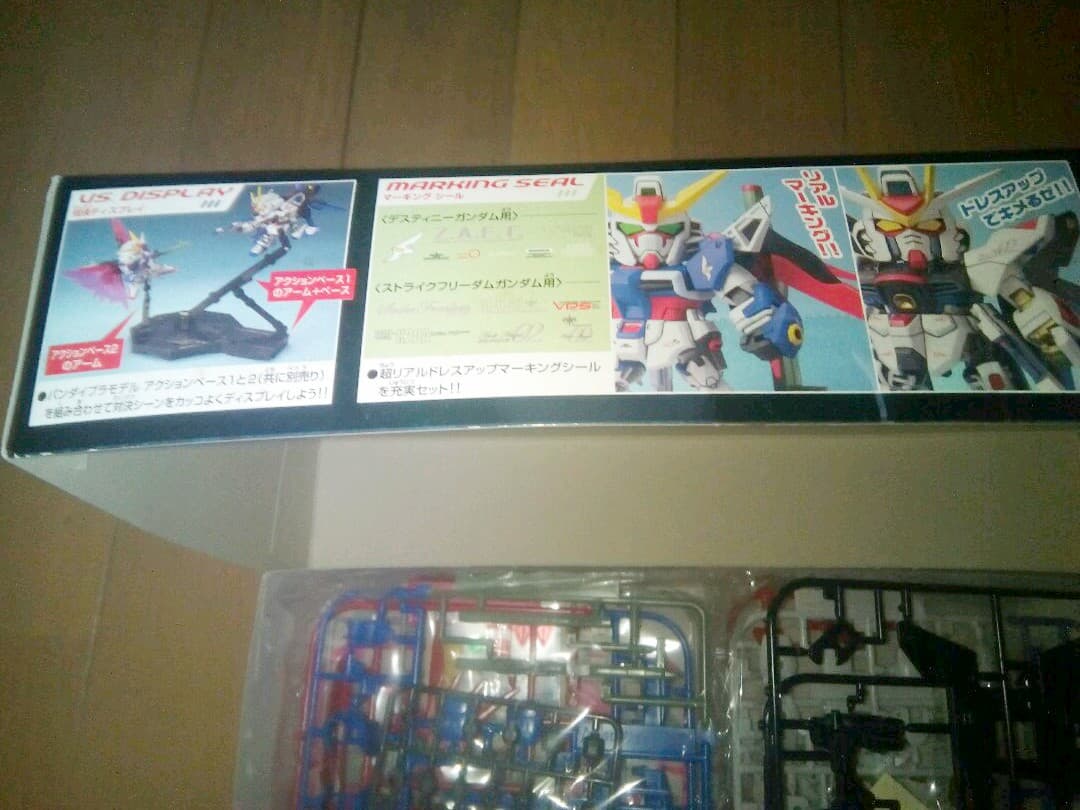 VS. DISPLAY
対決ディスプレイ
アクションベース1
のアーム+ベース
アクションベース2
のアーム
●バンダイプラモデル アクションベース1と2(共に別売り)
を組み合わせて対決シーンをカッコよくディスプレイしよう!!
MARKING SEAL
マーキングシール
〈デスティニーガンダム用〉
Z.A.F.T.
〈ストライクフリーダムガンダム用〉
●超リアルドレスアップマーキングシール
を充実セット!!
リアル
マーキング!
ドレスアップ
でキメるぜ!!